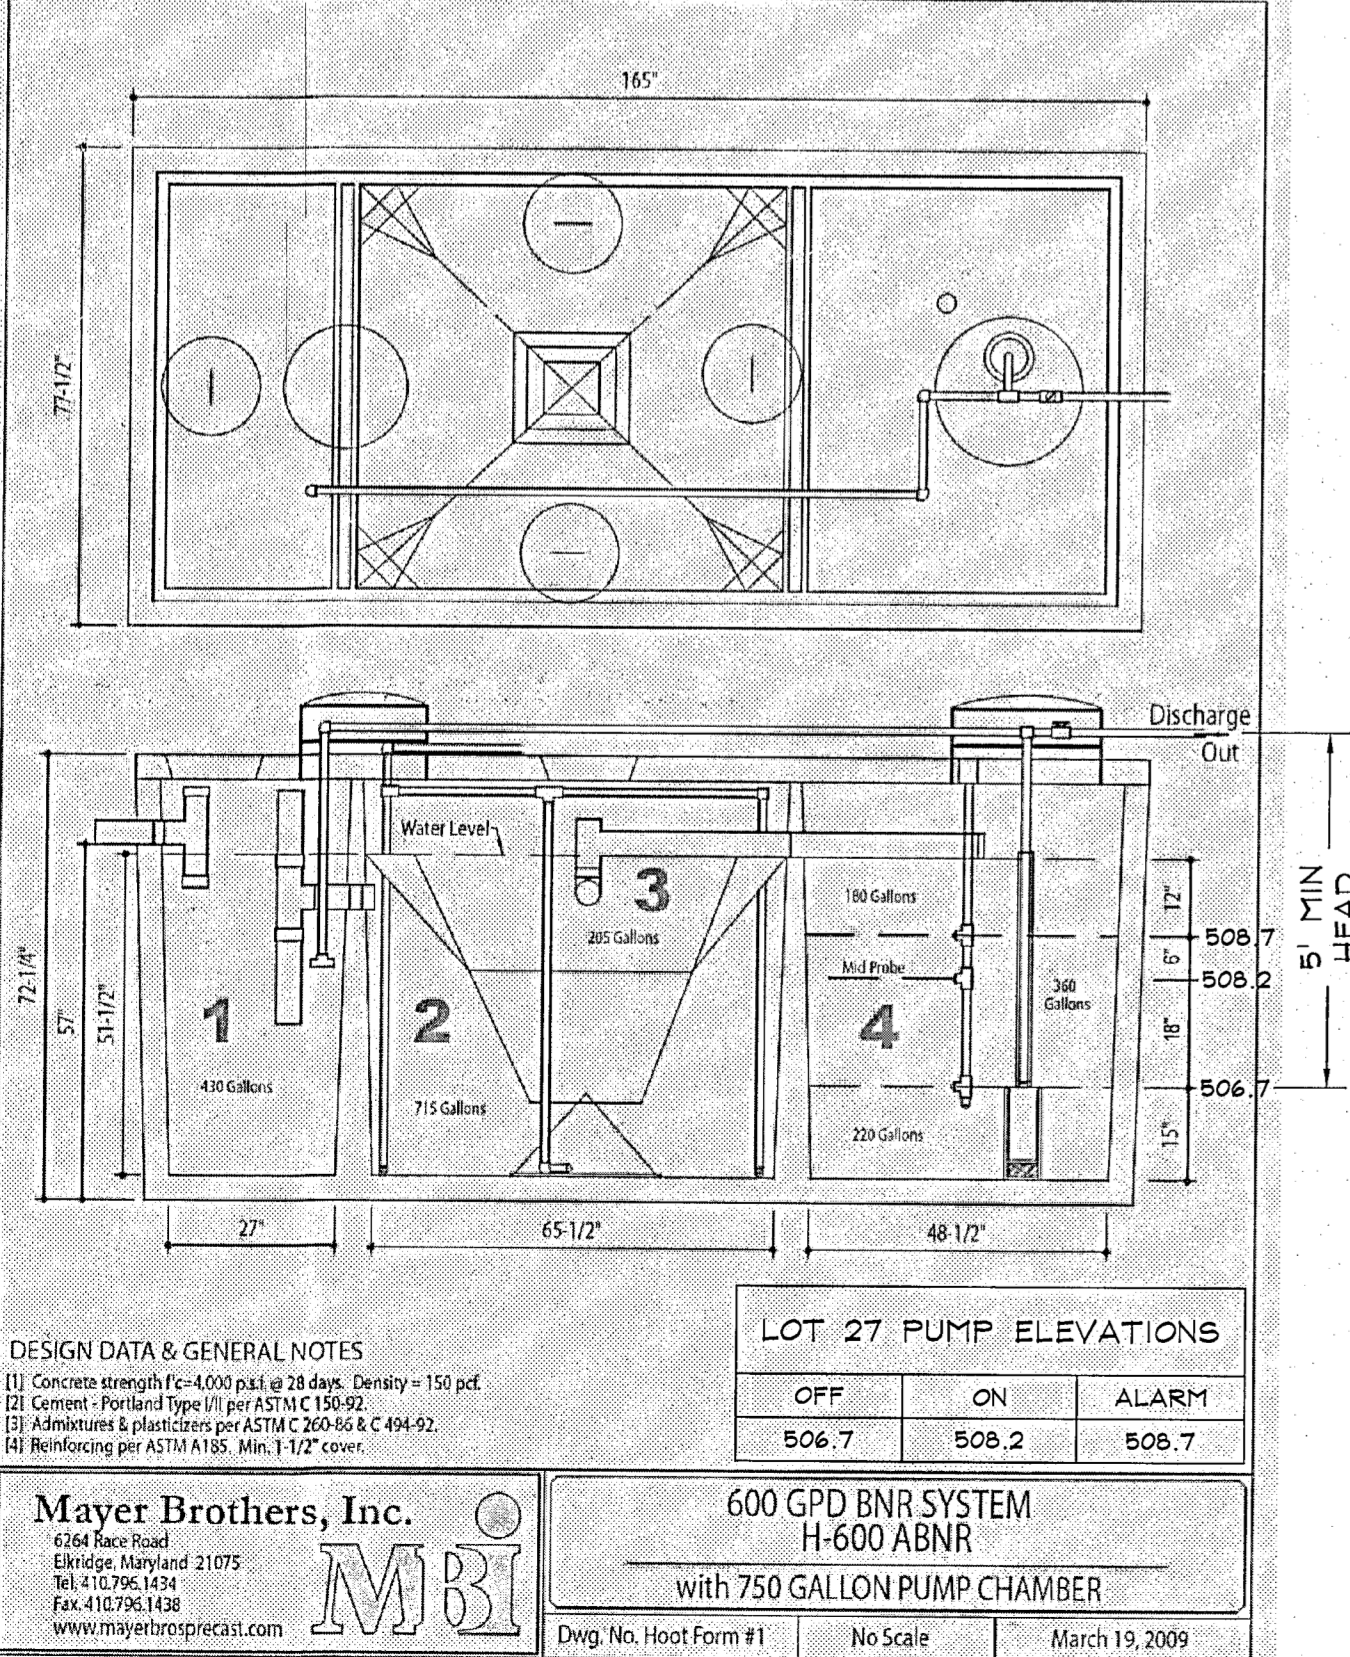 165"
77-1/2"
Discharge
Out
Water Level
3
180 Gallons
205 Gallons
12"
508.7
5' MIN
HEAD
Mid Probe
6"
508.2
72-1/4"
57"
51-1/2"
1
2
4
360
Gallons
18"
430 Gallons
715 Gallons
506.7
220 Gallons
15"
27"
65-1/2"
48-1/2"
LOT 27 PUMP ELEVATIONS
OFF ON ALARM
506.7 508.2 508.7
DESIGN DATA & GENERAL NOTES
[1] Concrete strength f'c=4,000 p.s.i. @ 28 days. Density = 150 pcf.
[2] Cement - Portland Type I/II per ASTM C 150-92.
[3] Admixtures & plasticizers per ASTM C 260-86 & C 494-92.
[4] Reinforcing per ASTM A185. Min. 1-1/2" cover.
Mayer Brothers, Inc.
6264 Race Road
Elkridge, Maryland 21075
Tel. 410.796.1434
Fax. 410.796.1438
www.mayerbrosprecast.com
MBI
600 GPD BNR SYSTEM
H-600 ABNR
with 750 GALLON PUMP CHAMBER
Dwg. No. Hoot Form #1 No Scale March 19, 2009